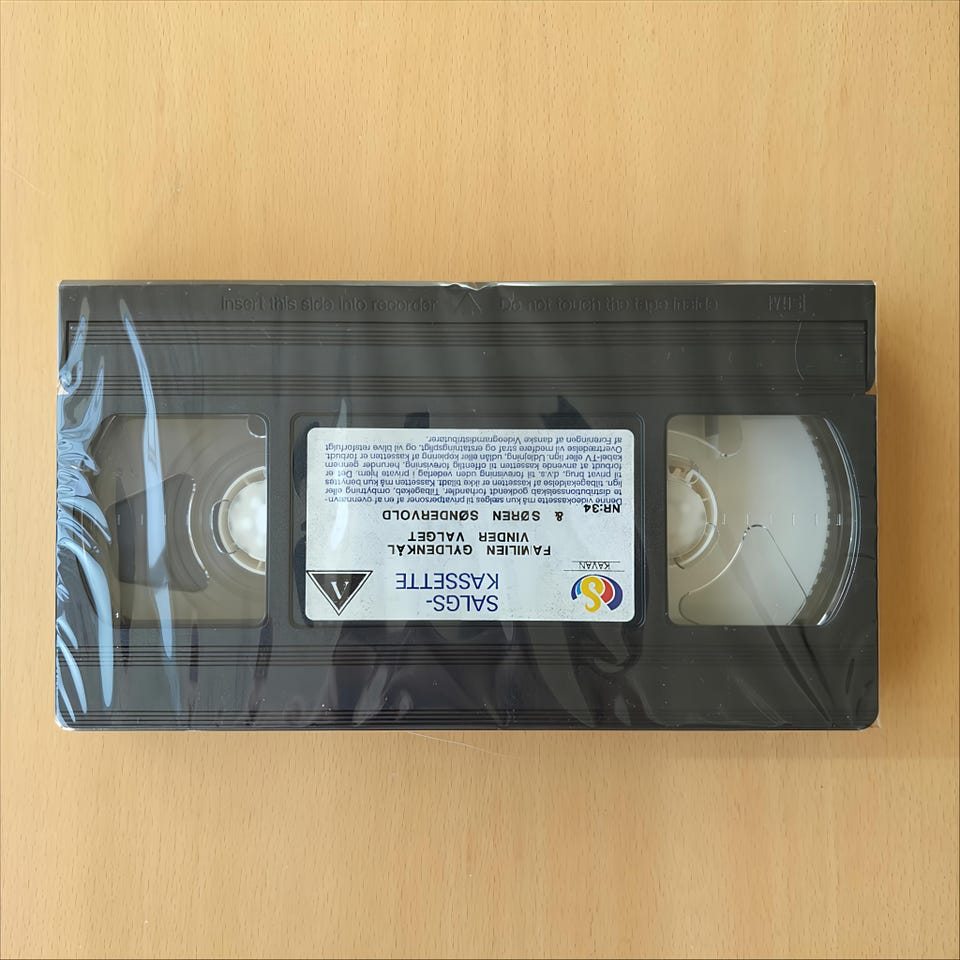 Insert this side into recorder Do not touch the tape inside VHS
SALGS-
KASSETTE
KAVAN
FAMILIEN GYLDENKÅL
VINDER VALGET
& SØREN SØNDERVOLD
NR:34
Denne videokassette må kun sælges til privatpersoner af en af ovennævn-
te distributionsselskab godkendt forhandler. Tilbagekøb, ombytning eller
lign. tilbagekøbelse af kassetten er ikke tilladt. Kassetten må kun benyttes
til privat brug, d.v.s. til forevisning uden vederlag i private hjem. Det er
forbudt at anvende kassetten til offentlig forevisning, herunder gennem
kabel-TV eller lign. Udlejning, udlån eller kopiering af kassetten er forbudt.
Overtrædelse vil medføre straf og erstatningspligt, og vil blive retsforfulgt
af Foreningen af danske Videogramdistributører.